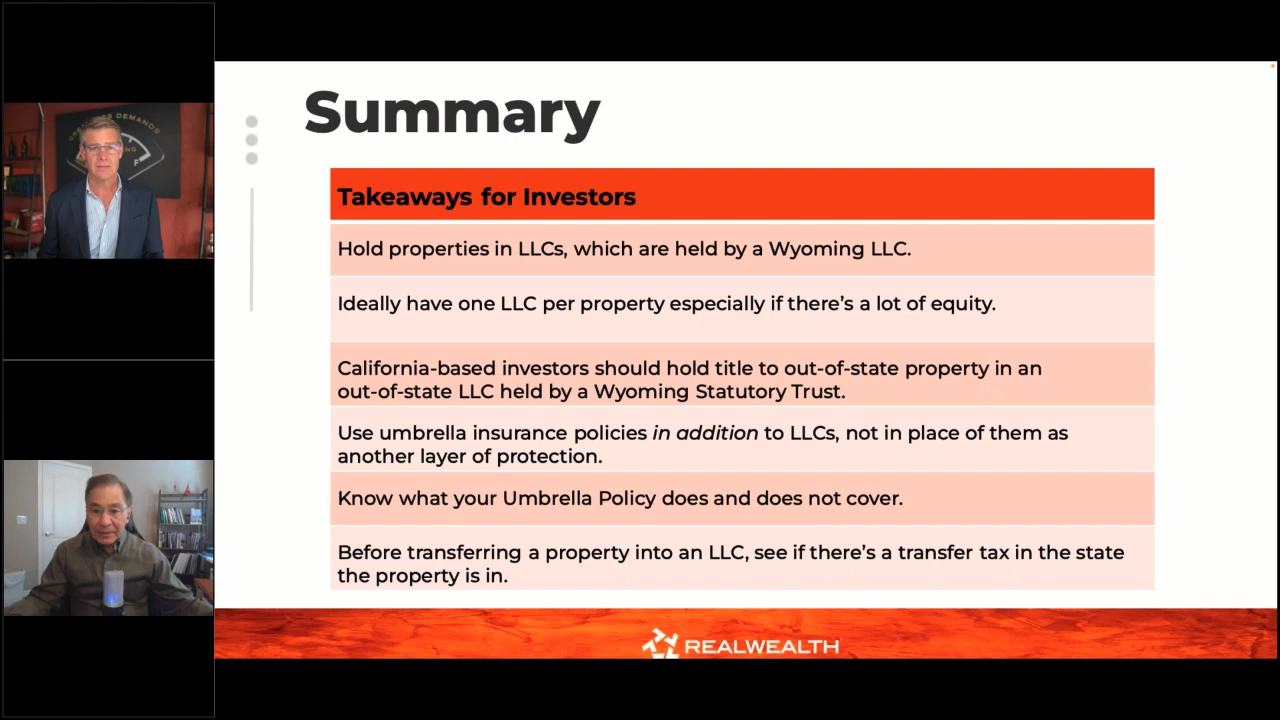 DEMANDS
Summary
Takeaways for Investors
Hold properties in LLCs, which are held by a Wyoming LLC.
Ideally have one LLC per property especially if there's a lot of equity.
California-based investors should hold title to out-of-state property in an
out-of-state LLC held by a Wyoming Statutory Trust.
Use umbrella insurance policies in addition to LLCs, not in place of them as
another layer of protection.
Know what your Umbrella Policy does and does not cover.
Before transferring a property into an LLC, see if there's a transfer tax in the state
the property is in.
REALWEALTH